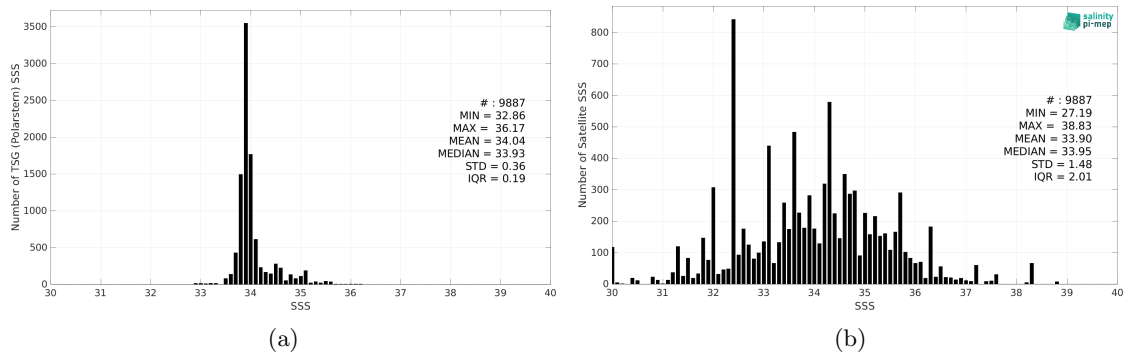 Number of TSG (Polarstern) SSS
3500
3000
2500
2000
1500
1000
500
0
# : 9887
MIN = 32.86
MAX = 36.17
MEAN = 34.04
MEDIAN = 33.93
STD = 0.36
IQR = 0.19
30 31 32 33 34 35 36 37 38 39 40
SSS
(a)
salinity
pi-mep
Number of Satellite SSS
800
700
600
500
400
300
200
100
0
# : 9887
MIN = 27.19
MAX = 38.83
MEAN = 33.90
MEDIAN = 33.95
STD = 1.48
IQR = 2.01
30 31 32 33 34 35 36 37 38 39 40
SSS
(b)